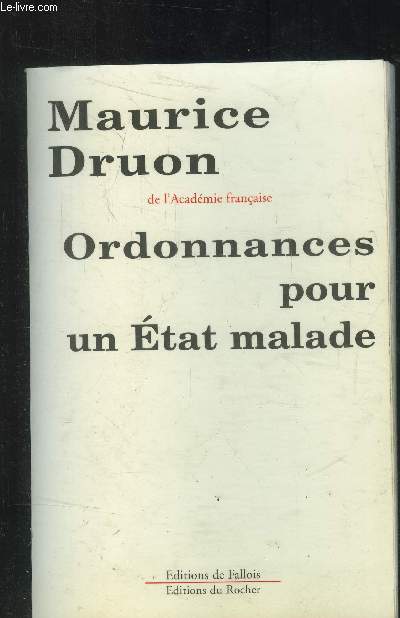 © Le-livre.com
Maurice
Druon
de l'Académie française
Ordonnances
pour
un État malade
Editions de Fallois
Editions du Rocher